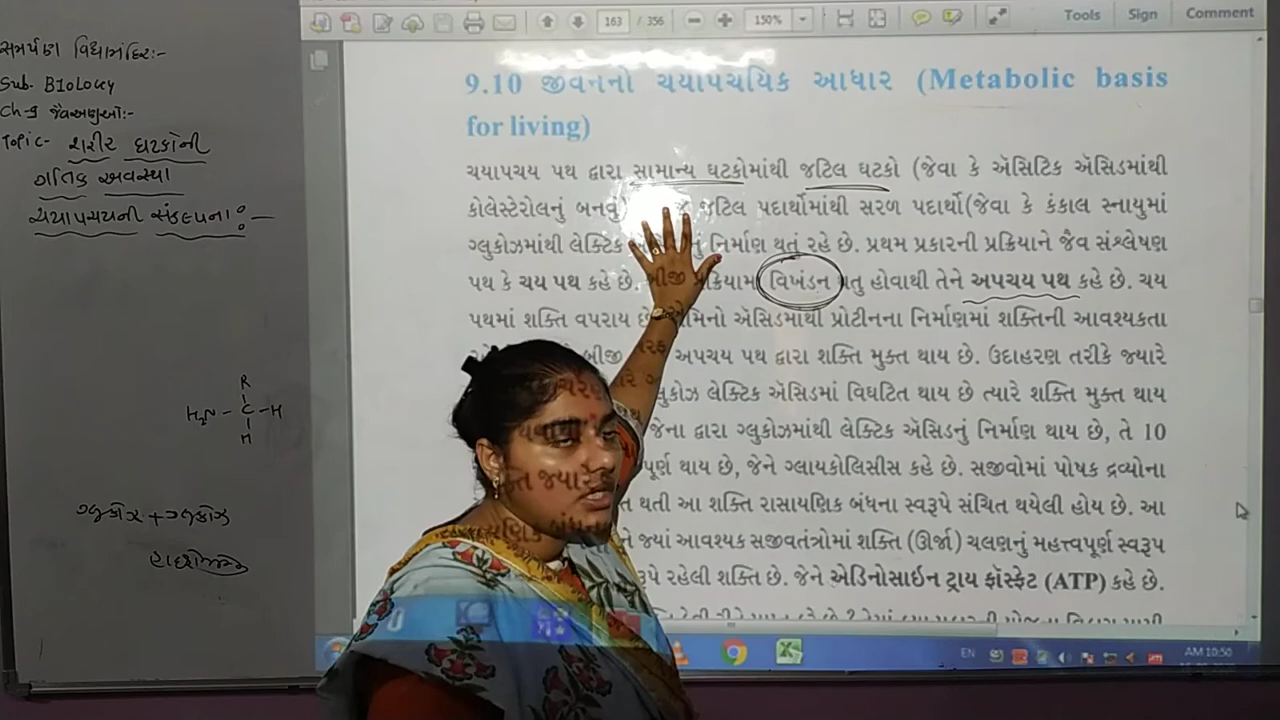 સમર્પણ વિદ્યામંદિર:-
Sub. BIOLOGY
Ch-9 જૈવઅણુઓ:-
Topic- શરીર ઘટકોની
ગતિક અવસ્થા
ચયાપચયની સંકલ્પના:-
R
H₂N - C - H
H
ગ્લુકોઝ + ગ્લુકોઝ
163 / 356
150%
Tools Sign Comment
9.10 જીવનનો ચયાપચયિક આધાર (Metabolic basis
for living)
ચયાપચય પથ દ્વારા સામાન્ય ઘટકોમાંથી જટિલ ઘટકો (જેવા કે ઍસિટિક ઍસિડમાંથી
કોલેસ્ટેરોલનું બનવું જટિલ પદાર્થોમાંથી સરળ પદાર્થો(જેવા કે કંકાલ સ્નાયુમાં
ગ્લુકોઝમાંથી લેક્ટિક નિર્માણ થતું રહે છે. પ્રથમ પ્રકારની પ્રક્રિયાને જૈવ સંશ્લેષણ
પથ કે ચય પથ કહે છે. બીજી પ્રક્રિયામાં વિખંડન થતુ હોવાથી તેને અપચય પથ કહે છે. ચય
પથમાં શક્તિ વપરાય છે ઍમિનો ઍસિડમાંથી પ્રોટીનના નિર્માણમાં શક્તિની આવશ્યકતા
બીજી તરફ અપચય પથ દ્વારા શક્તિ મુક્ત થાય છે. ઉદાહરણ તરીકે જ્યારે
ગ્લુકોઝ લેક્ટિક ઍસિડમાં વિઘટિત થાય છે ત્યારે શક્તિ મુક્ત થાય
જેના દ્વારા ગ્લુકોઝમાંથી લેક્ટિક ઍસિડનું નિર્માણ થાય છે, તે 10
પૂર્ણ થાય છે, જેને ગ્લાયકોલિસીસ કહે છે. સજીવોમાં પોષક દ્રવ્યોના
થતી આ શક્તિ રાસાયણિક બંધના સ્વરૂપે સંચિત થયેલી હોય છે. આ
જ્યાં આવશ્યક સજીવતંત્રોમાં શક્તિ (ઊર્જા) ચલણનું મહત્ત્વપૂર્ણ સ્વરૂપ
રૂપે રહેલી શક્તિ છે. જેને એડિનોસાઇન ટ્રાય ફૉસ્ફેટ (ATP) કહે છે.
EN
AM 10:50